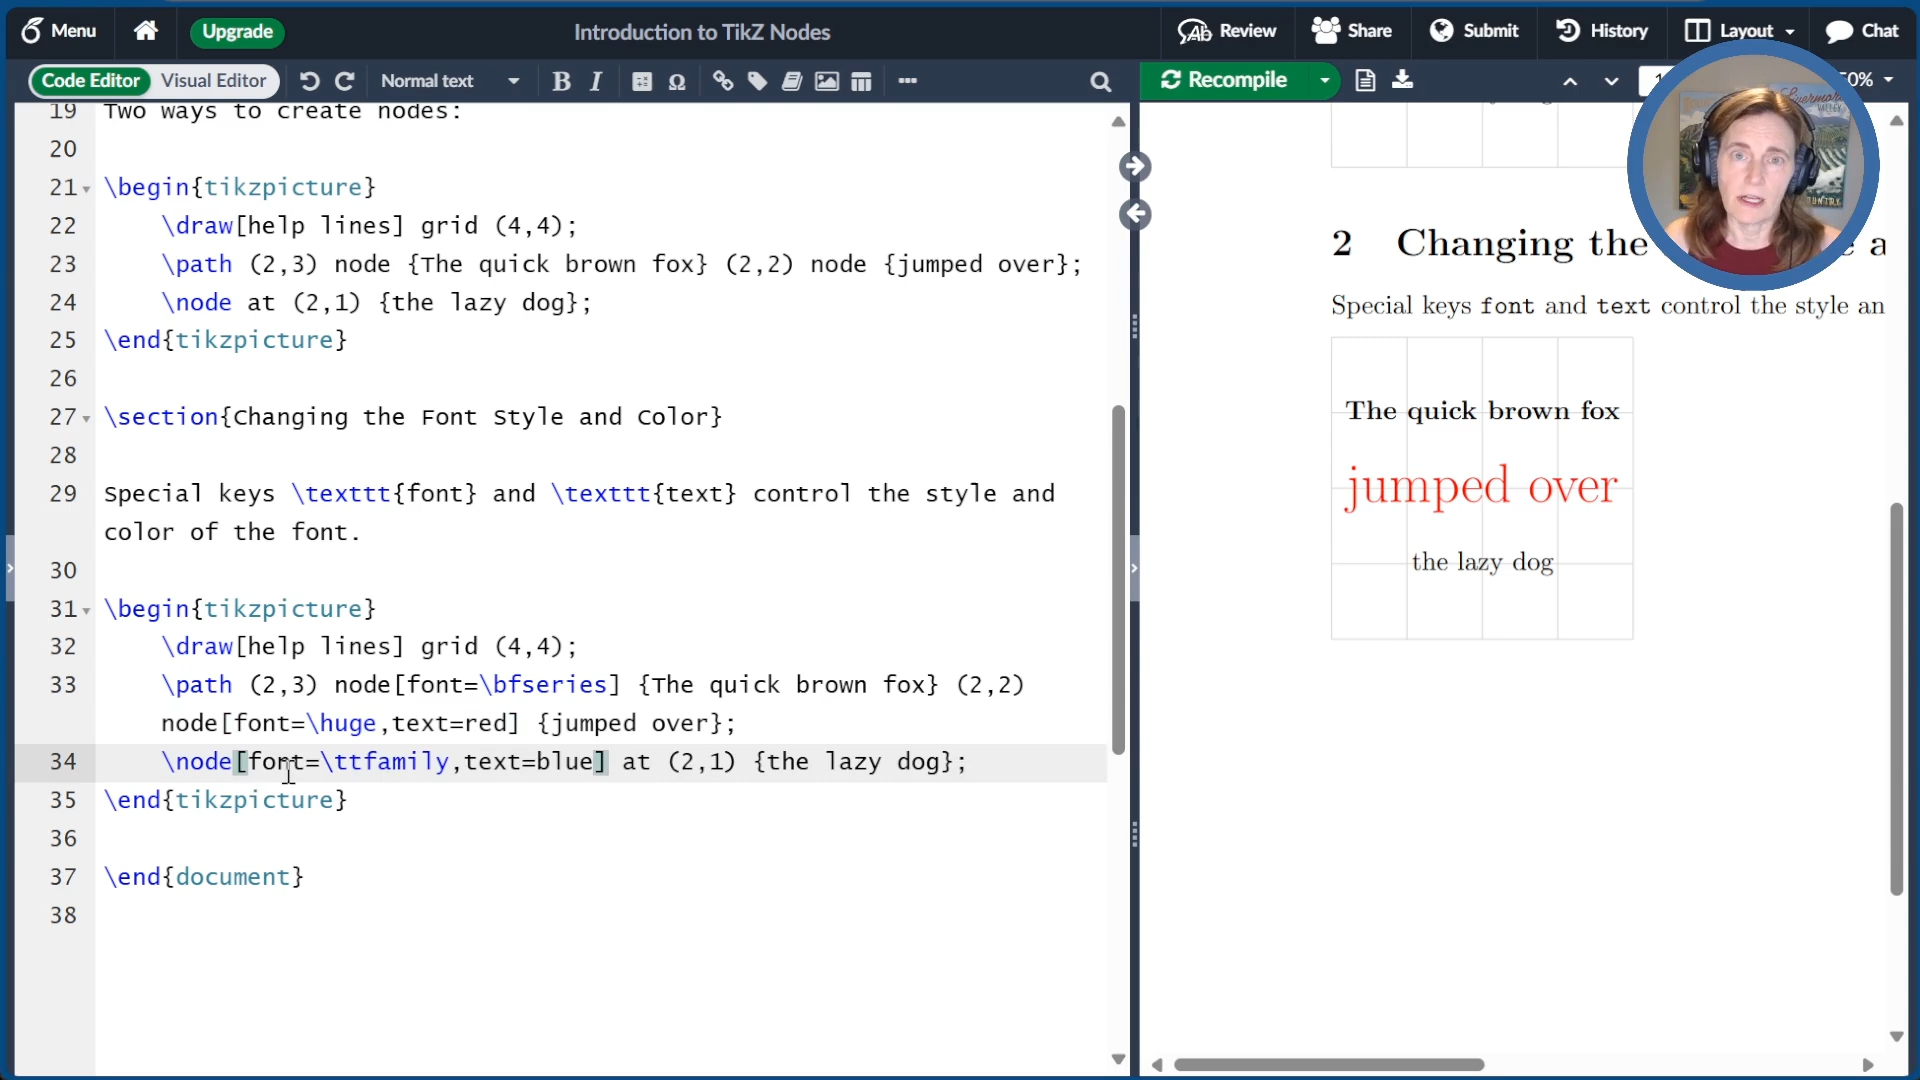 Menu
Upgrade
Introduction to TikZ Nodes
Review
Share
Submit
History
Layout
Chat
Code Editor
Visual Editor
Normal text
B
I
Ω
Recompile
0%
19 Two ways to create nodes:
20
21 \begin{tikzpicture}
22 \draw[help lines] grid (4,4);
23 \path (2,3) node {The quick brown fox} (2,2) node {jumped over};
24 \node at (2,1) {the lazy dog};
25 \end{tikzpicture}
26
27 \section{Changing the Font Style and Color}
28
29 Special keys \texttt{font} and \texttt{text} control the style and
color of the font.
30
31 \begin{tikzpicture}
32 \draw[help lines] grid (4,4);
33 \path (2,3) node[font=\bfseries] {The quick brown fox} (2,2)
node[font=\huge,text=red] {jumped over};
34 \node[font=\ttfamily,text=blue] at (2,1) {the lazy dog};
35 \end{tikzpicture}
36
37 \end{document}
38
2 Changing the
Special keys font and text control the style an
The quick brown fox
jumped over
the lazy dog